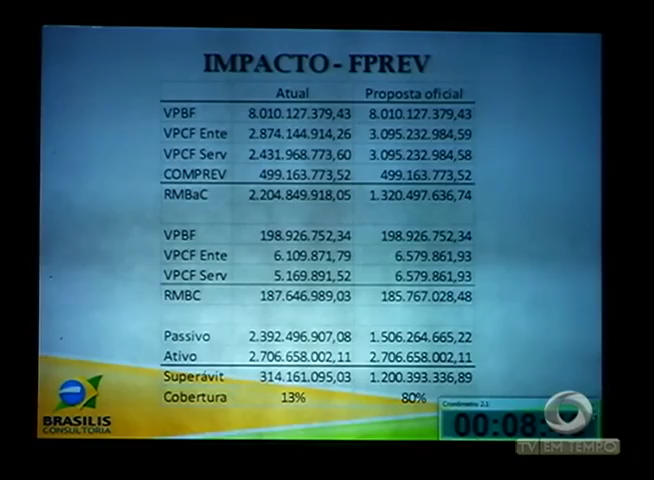 IMPACTO - FPREV
Atual Proposta oficial
VPBF 8.010.127.379,43 8.010.127.379,43
VPCF Ente 2.874.144.914,26 3.095.232.984,59
VPCF Serv 2.431.968.773,60 3.095.232.984,58
COMPREV 499.163.773,52 499.163.773,52
RMBaC 2.204.849.918,05 1.320.497.636,74
VPBF 198.926.752,34 198.926.752,34
VPCF Ente 6.109.871,79 6.579.861,93
VPCF Serv 5.169.891,52 6.579.861,93
RMBC 187.646.989,03 185.767.028,48
Passivo 2.392.496.907,08 1.506.264.665,22
Ativo 2.706.658.002,11 2.706.658.002,11
Superávit 314.161.095,03 1.200.393.336,89
Cobertura 13% 80%
BRASILIS
CONSULTORIA
Cronômetro 2.1
00:08:
TV EM TEMPO